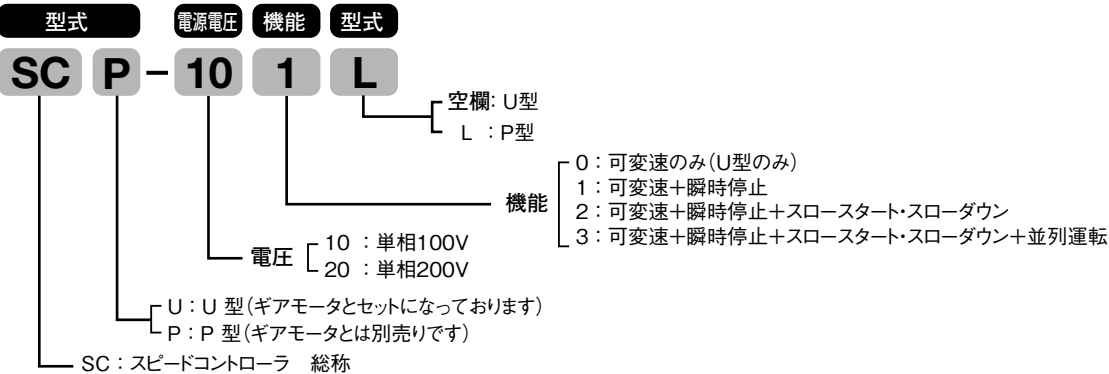 型式 電源電圧 機能 型式
SC P - 10 1 L
空欄: U型
L : P型
0 : 可変速のみ(U型のみ)
1 : 可変速+瞬時停止
機能
2 : 可変速+瞬時停止+スロースタート・スローダウン
3 : 可変速+瞬時停止+スロースタート・スローダウン+並列運転
10 : 単相100V
電圧
20 : 単相200V
U : U 型(ギアモータとセットになっております)
P : P 型(ギアモータとは別売りです)
SC : スピードコントローラ 総称